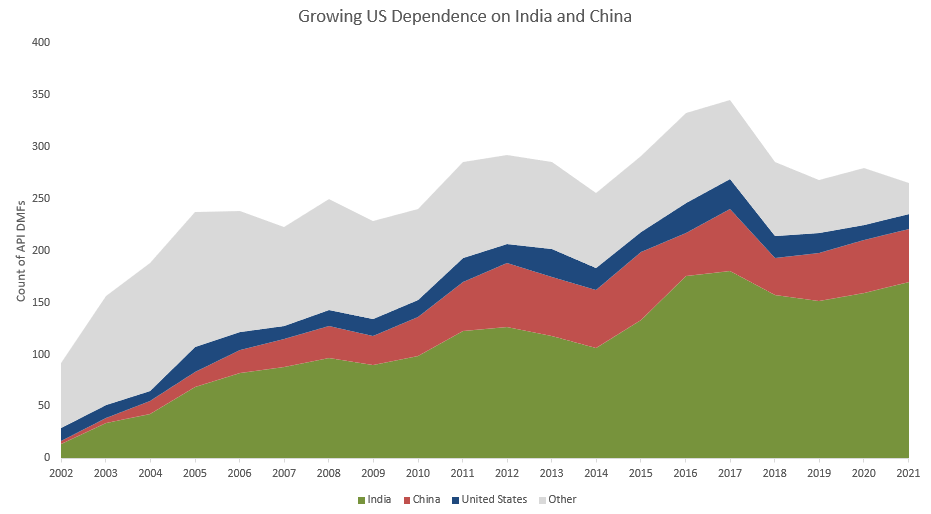 Growing US Dependence on India and China
400
350
300
250
200
150
100
50
0
Count of API DMFs
2002 2003 2004 2005 2006 2007 2008 2009 2010 2011 2012 2013 2014 2015 2016 2017 2018 2019 2020 2021
India China United States Other